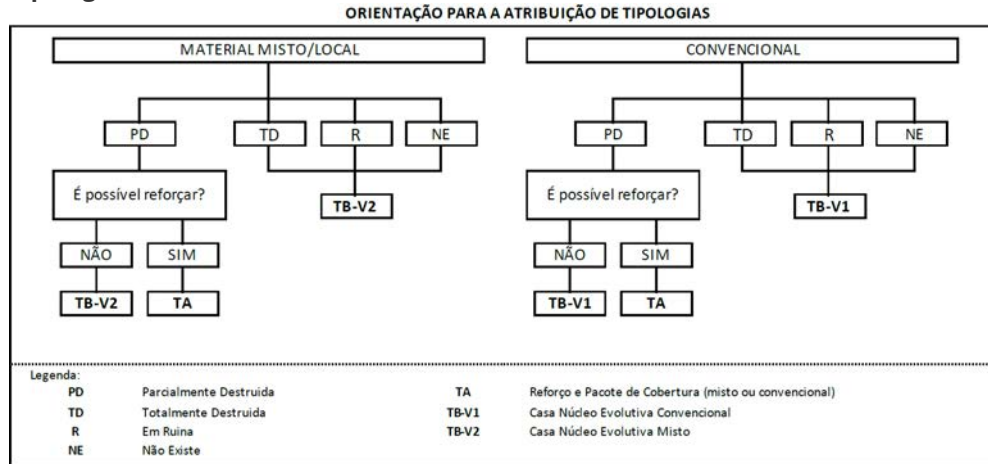 ORIENTAÇÃO PARA A ATRIBUIÇÃO DE TIPOLOGIAS
MATERIAL MISTO/LOCAL
CONVENCIONAL
PD
TD
R
NE
PD
TD
R
NE
É possível reforçar?
TB-V2
É possível reforçar?
TB-V1
NÃO
SIM
NÃO
SIM
TB-V2
TA
TB-V1
TA
Legenda:
PD Parcialmente Destruida TA Reforço e Pacote de Cobertura (misto ou convencional)
TD Totalmente Destruida TB-V1 Casa Núcleo Evolutiva Convencional
R Em Ruina TB-V2 Casa Núcleo Evolutiva Misto
NE Não Existe